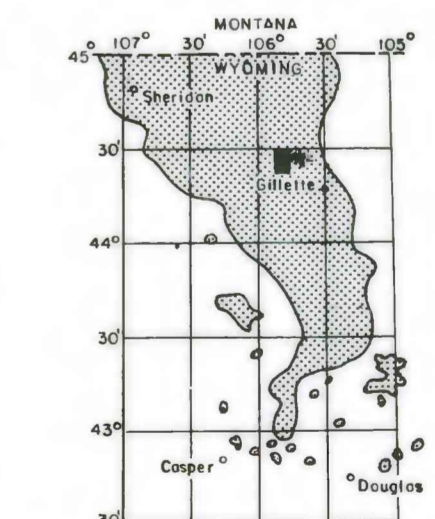 MONTANA
45° 107° 30' 106° 30' 105°
WYOMING
Sheridan
30'
Gillette
44°
30'
43°
Casper
Douglas
30'